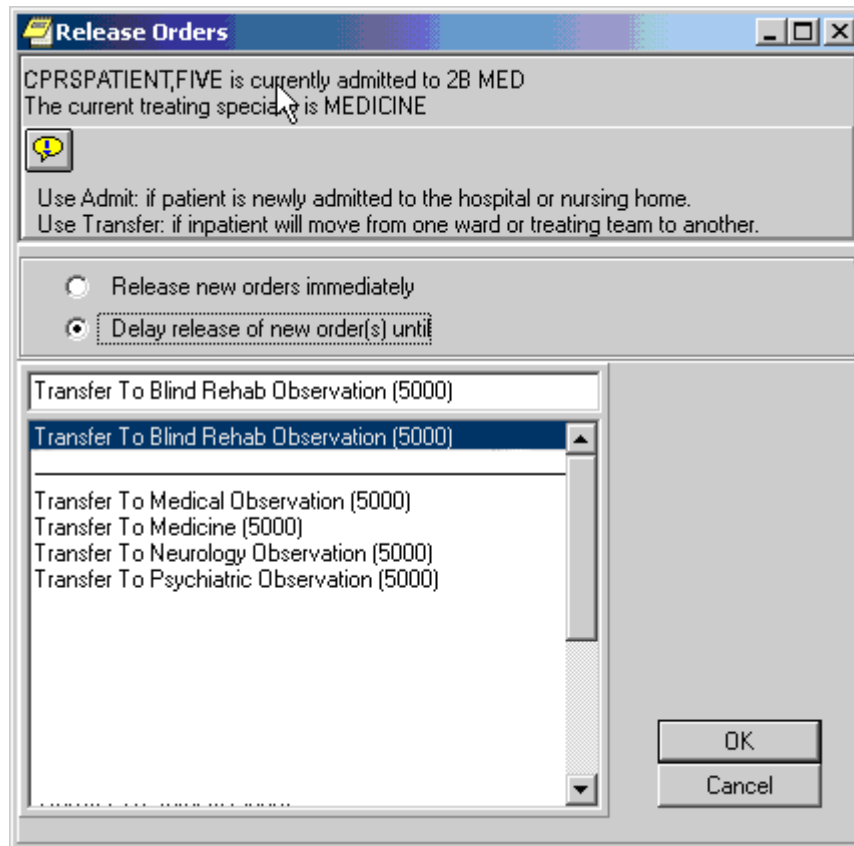 Release Orders
CPRSPATIENT,FIVE is currently admitted to 2B MED
The current treating specialty is MEDICINE
Use Admit: if patient is newly admitted to the hospital or nursing home.
Use Transfer: if inpatient will move from one ward or treating team to another.
Release new orders immediately
Delay release of new order(s) until
Transfer To Blind Rehab Observation (5000)
Transfer To Blind Rehab Observation (5000)
Transfer To Medical Observation (5000)
Transfer To Medicine (5000)
Transfer To Neurology Observation (5000)
Transfer To Psychiatric Observation (5000)
OK
Cancel